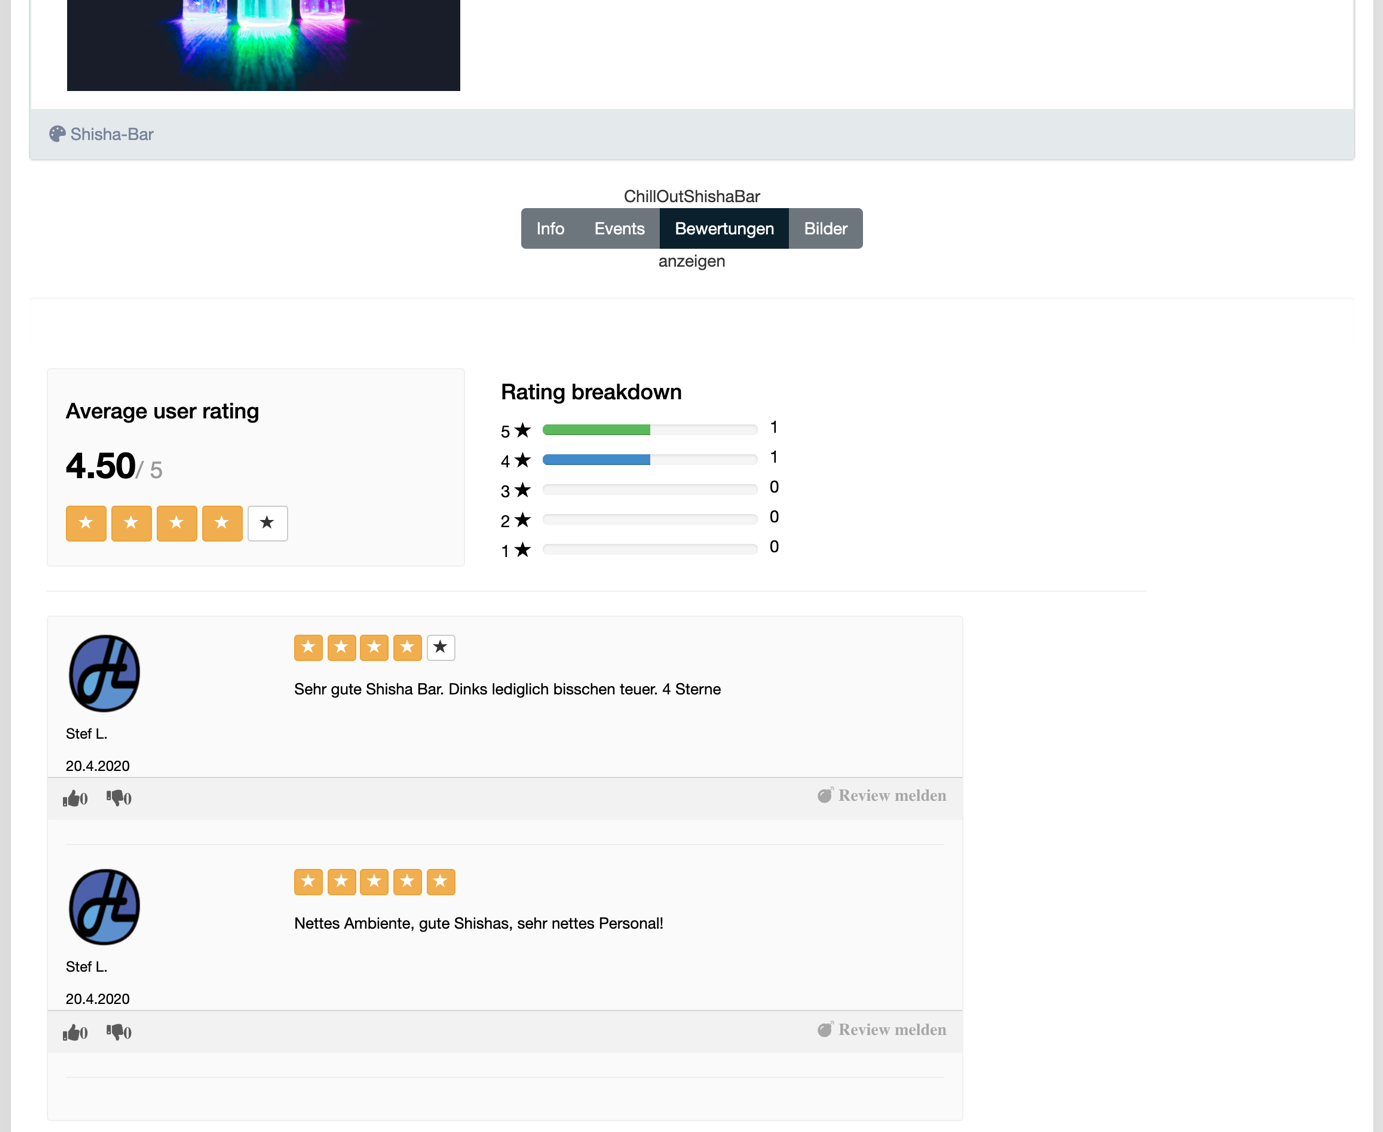 Shisha-Bar
ChillOutShishaBar
Info Events Bewertungen Bilder
anzeigen
Average user rating
4.50/ 5
Rating breakdown
5 ★ 1
4 ★ 1
3 ★ 0
2 ★ 0
1 ★ 0
Sehr gute Shisha Bar. Dinks lediglich bisschen teuer. 4 Sterne
Stef L.
20.4.2020
0 0 Review melden
Nettes Ambiente, gute Shishas, sehr nettes Personal!
Stef L.
20.4.2020
0 0 Review melden